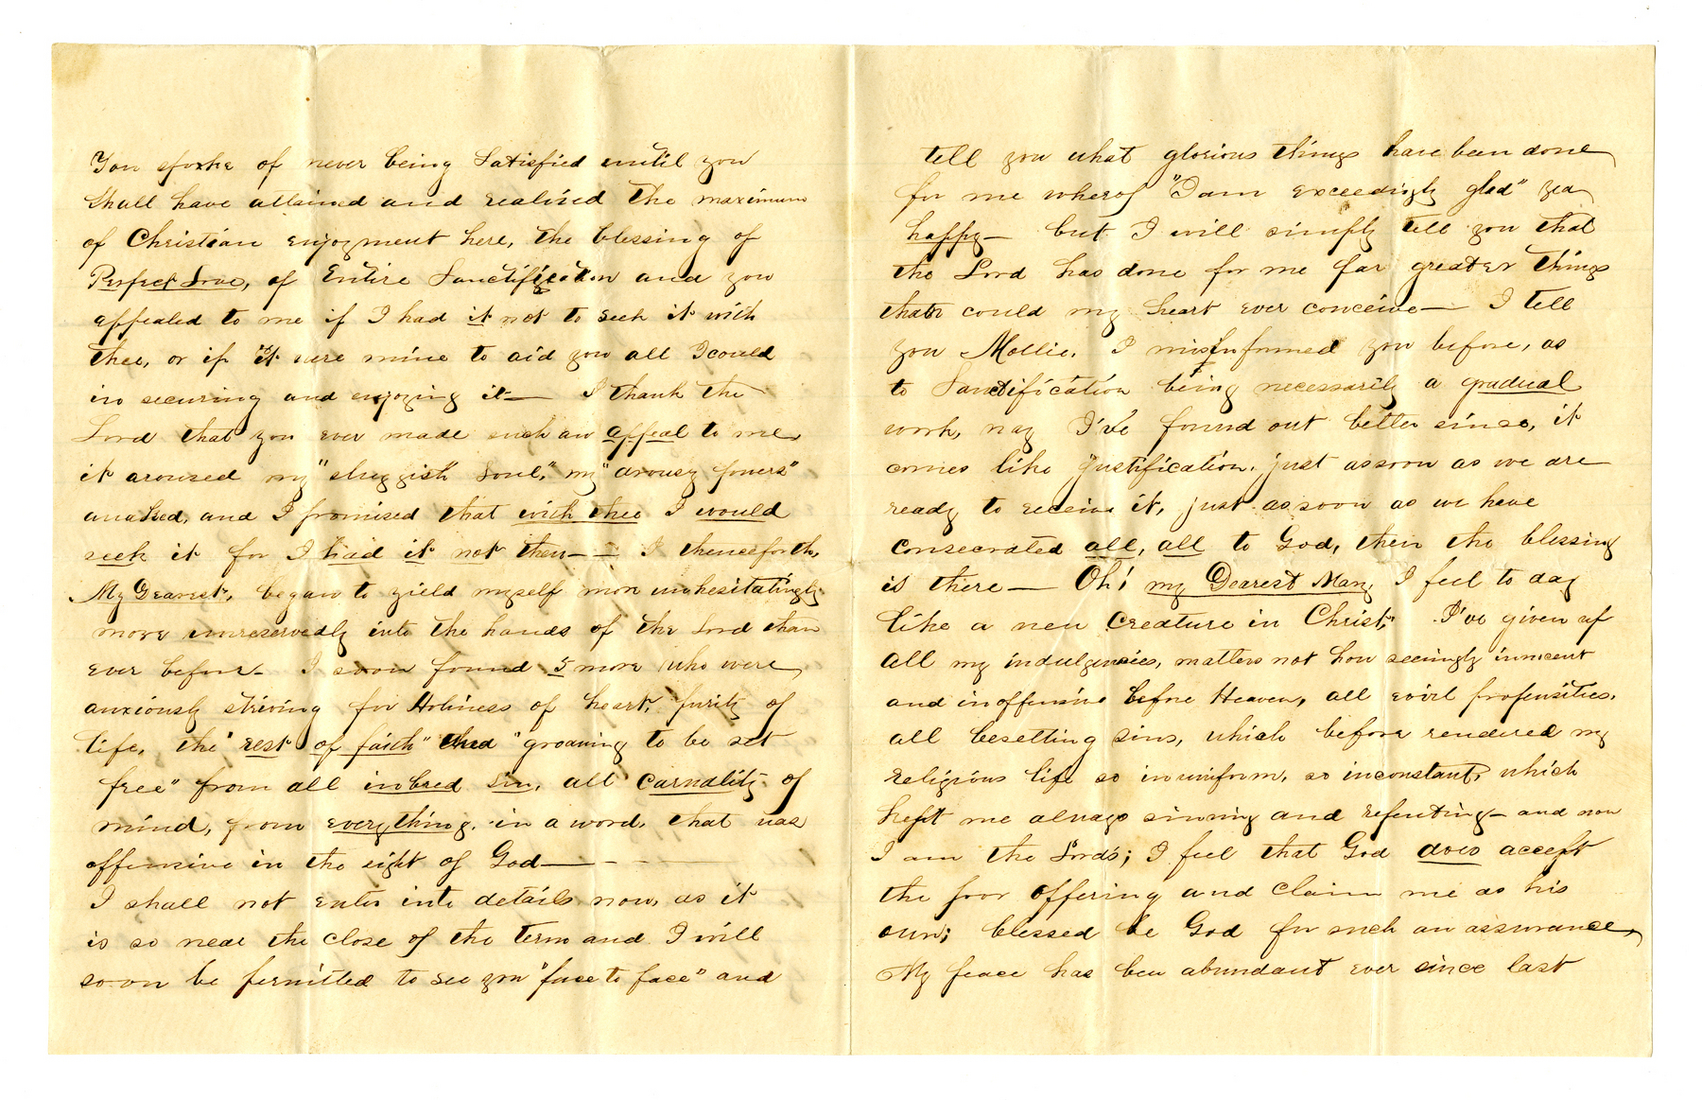 You spoke of never being satisfied until you
shall have attained and realised the maximum
of Christian enjoyment here, the blessing of
Perfect Love, of Entire Sanctification and you
appealed to me if I had it not to seek it with
thee, or if it were mine to aid you all I could
in securing and enjoying it— I thank the
Lord that you ever made such an appeal to me,
it aroused my "sluggish soul," my "drousy powers"
awaked, and I promised that with thee I would
seek it for I had it not then—— I thenceforth,
My Dearest, began to yield myself more unhesitatingly
more unreservedly into the hands of the Lord than
ever before— I soon found 5 more who were
anxiously striving for Holiness of heart, purity of
life, the "rest of faith" and "groaning to be set
free" from all inbred sin, all carnality of
mind, from everything, in a word, that was
offensive in the sight of God——
I shall not enter into details now, as it
is so near the close of the term and I will
soon be permitted to see you "face to face" and
tell you what glorious things have been done
for me whereof "I am exceedingly glad" yea
happy— but I will simply tell you that
the Lord has done for me far greater things
than could my heart ever conceive— I tell
you Mollie, I misinformed you before, as
to Sanctification being necessarily a gradual
work, nay I've found out better since, it
comes like justification, just as soon as we are
ready to receive it, just as soon as we have
consecrated all, all to God, then the blessing
is there— Oh! my Dearest Mary I feel to day
like a new creature in Christ," I've given up
all my indulgencies, matters not how seemingly innocent
and inoffensive before Heaven, all evil propensities,
all besetting sins, which before rendered my
religious life so inuniform, so inconstant, which
kept me always sinning and repenting— and now
I am the Lord's; I feel that God does accept
the poor offering and claim me as his
own; blessed be God for such an assurance,
My peace has been abundant ever since last